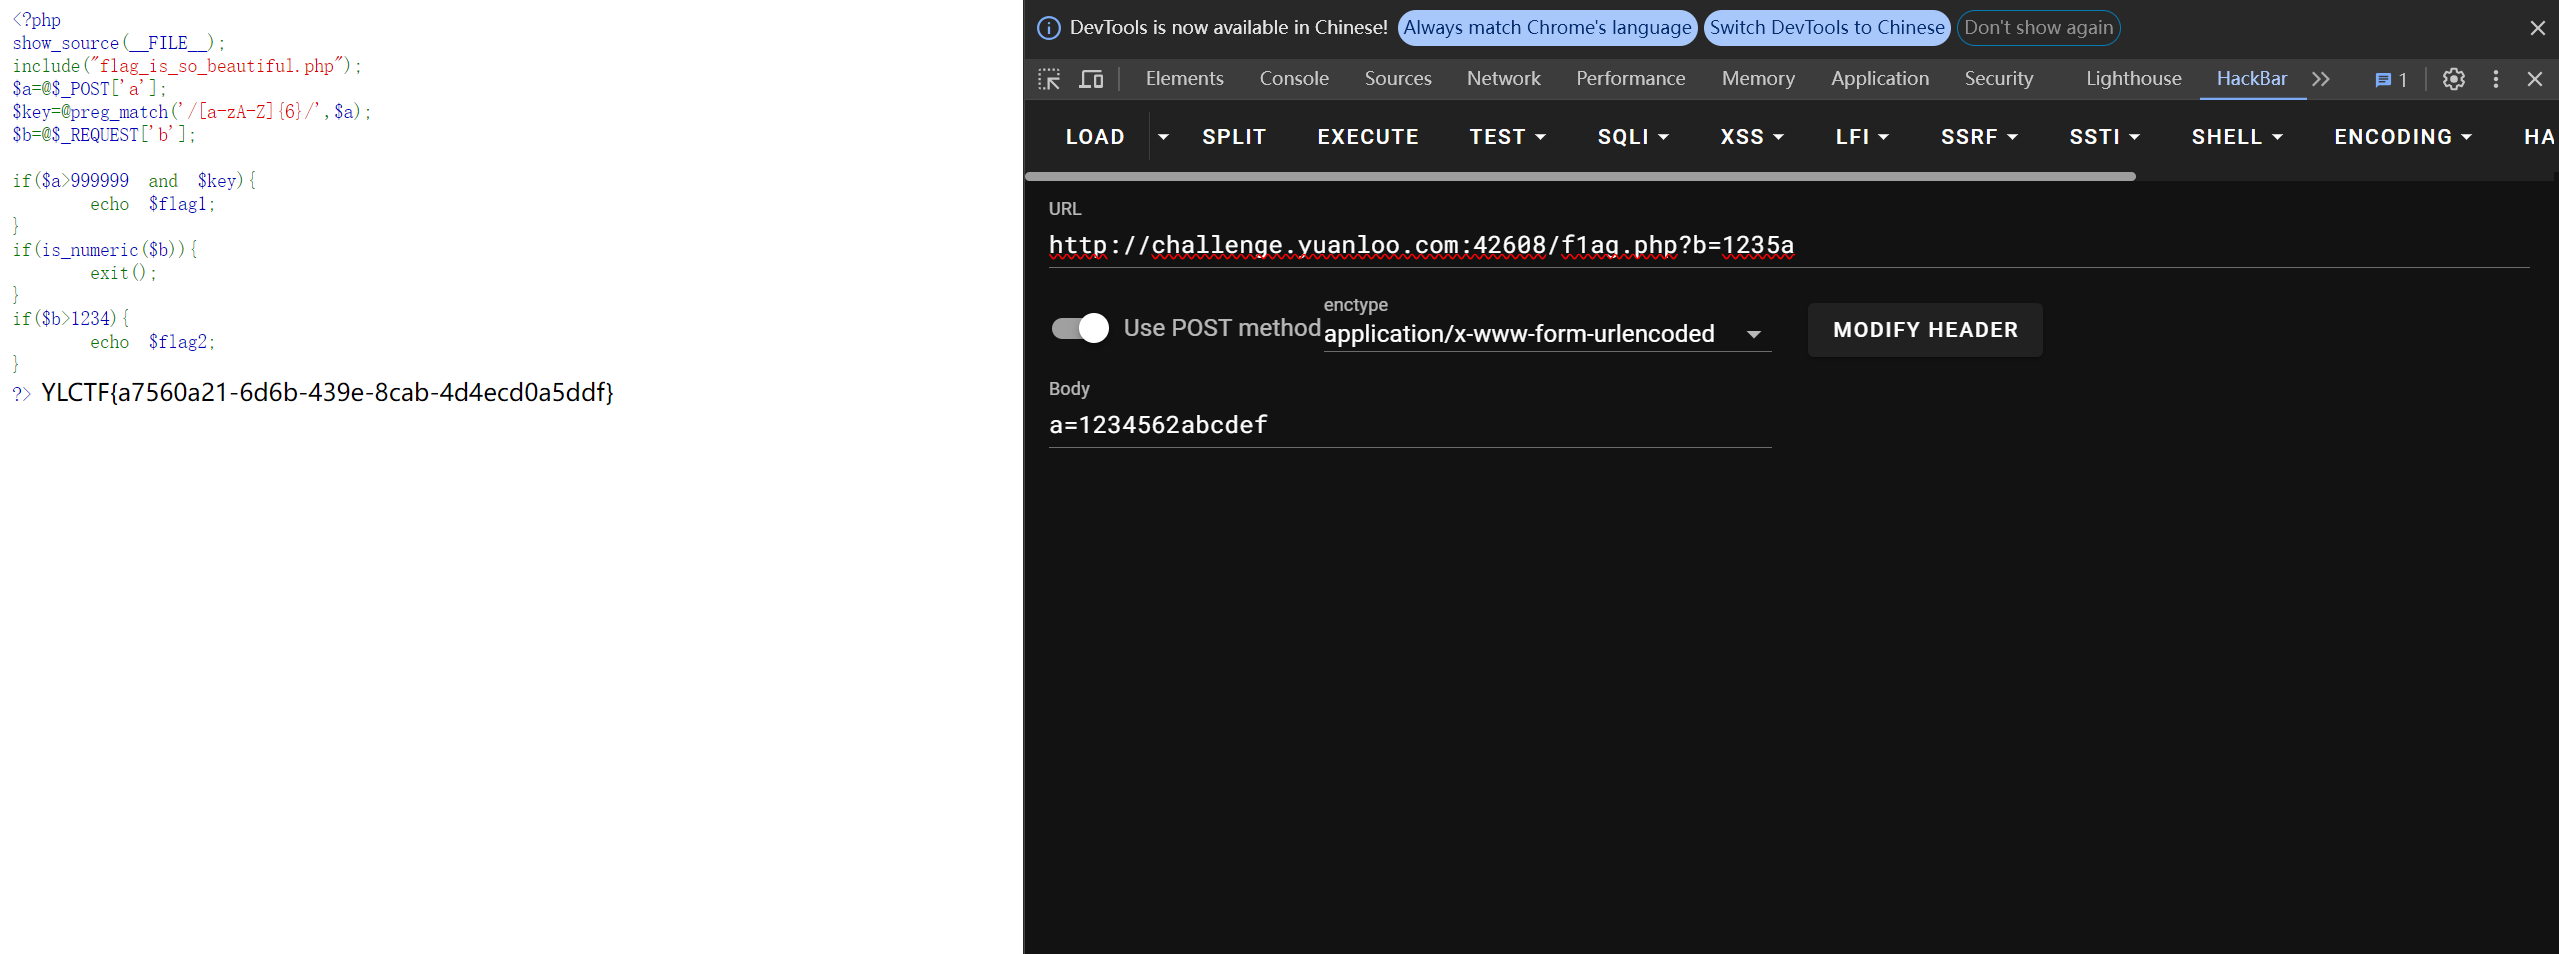 <?php
show_source(__FILE__);
include("flag_is_so_beautiful.php");
$a=@$_POST['a'];
$key=@preg_match('/[a-zA-Z]{6}/',$a);
$b=@$_REQUEST['b'];
if($a>999999 and $key){
echo $flag1;
}
if(is_numeric($b)){
exit();
}
if($b>1234){
echo $flag2;
}
?> YLCTF{a7560a21-6d6b-439e-8cab-4d4ecd0a5ddf}
DevTools is now available in Chinese! Always match Chrome's language Switch DevTools to Chinese Don't show again
Elements Console Sources Network Performance Memory Application Security Lighthouse HackBar 1
LOAD SPLIT EXECUTE TEST SQLI XSS LFI SSRF SSTI SHELL ENCODING HA
URL
http://challenge.yuanloo.com:42608/f1ag.php?b=1235a
enctype
Use POST method application/x-www-form-urlencoded MODIFY HEADER
Body
a=1234562abcdef